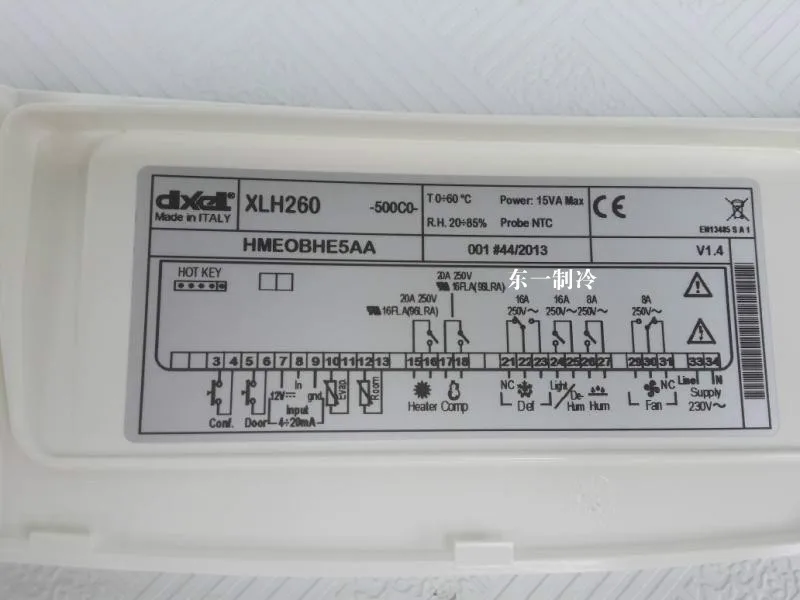 dixell®
Made in ITALY
XLH260 -500C0-
T 0÷60 °C Power: 15VA Max
R.H. 20÷85% Probe NTC
CE
EN13485 S A 1
HMEOBHE5AA 001 #44/2013 V1.4
东一制冷
HOT KEY
20A 250V
16FLA(96LRA)
20A 250V
16FLA(96LRA)
16A 250V～
16A 250V～
8A 250V～
8A 250V～
3 4 5 6 7 8 9 10 11 12 13 15 16 17 18 21 22 23 24 25 26 27 29 30 31 33 34
Conf.
Door
12V
In
gnd
Input
4÷20mA
Evap.
Room
Heater Comp
NC
Def
Light/De-Hum
Hum
Fan
NC
Line N
Supply
230V～